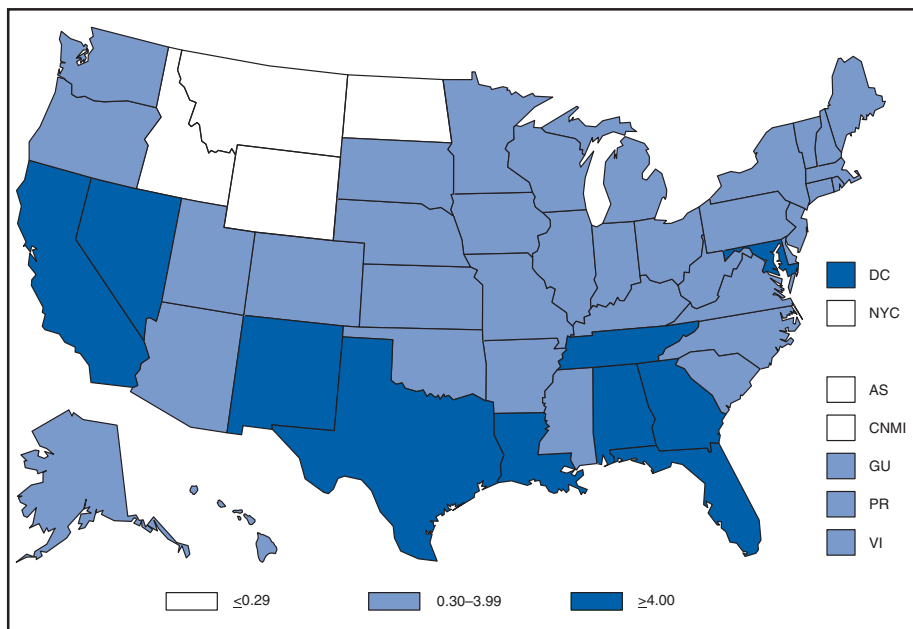 DC
NYC
AS
CNMI
GU
PR
VI
≤0.29
0.30–3.99
≥4.00